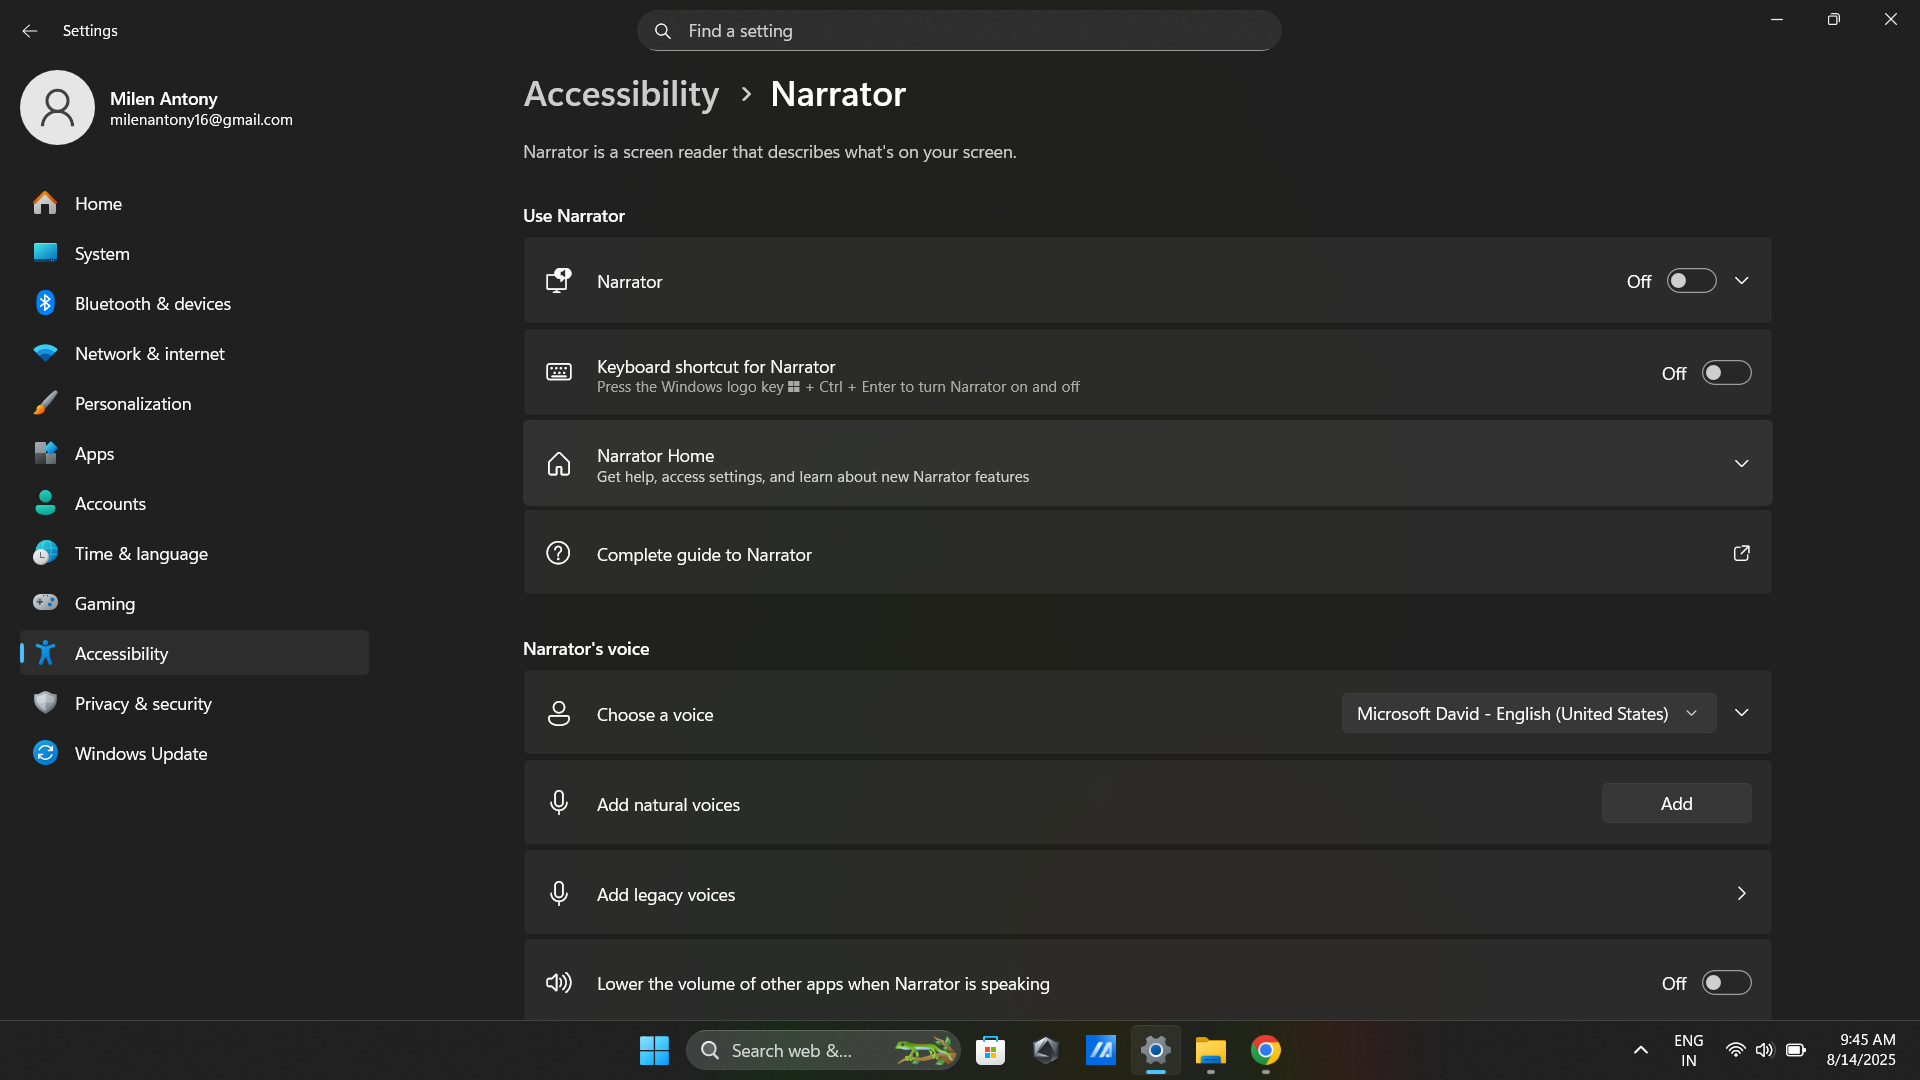 Settings
Find a setting
Milen Antony
milenantony16@gmail.com
Home
System
Bluetooth & devices
Network & internet
Personalization
Apps
Accounts
Time & language
Gaming
Accessibility
Privacy & security
Windows Update
Accessibility > Narrator
Narrator is a screen reader that describes what's on your screen.
Use Narrator
Narrator Off
Keyboard shortcut for Narrator
Press the Windows logo key + Ctrl + Enter to turn Narrator on and off
Off
Narrator Home
Get help, access settings, and learn about new Narrator features
Complete guide to Narrator
Narrator's voice
Choose a voice Microsoft David - English (United States)
Add natural voices Add
Add legacy voices
Lower the volume of other apps when Narrator is speaking Off
Search web &...
ENG
IN
9:45 AM
8/14/2025